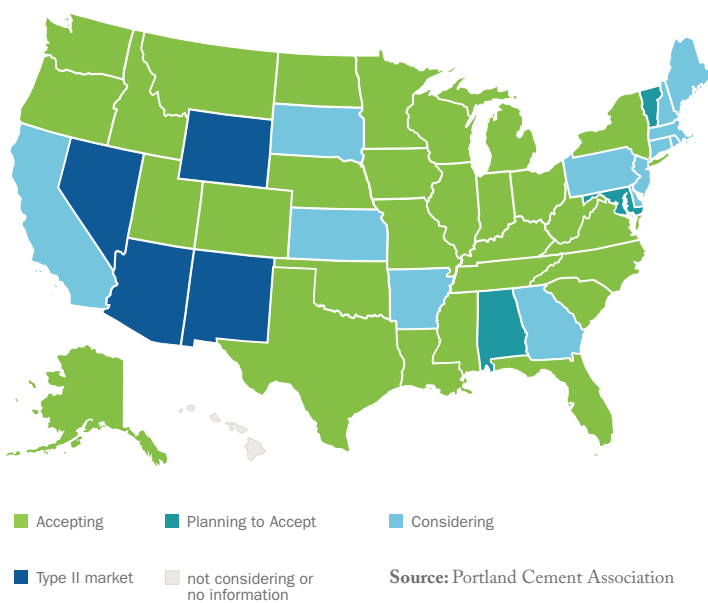 Accepting
Planning to Accept
Considering
Type II market
not considering or
no information
Source: Portland Cement Association